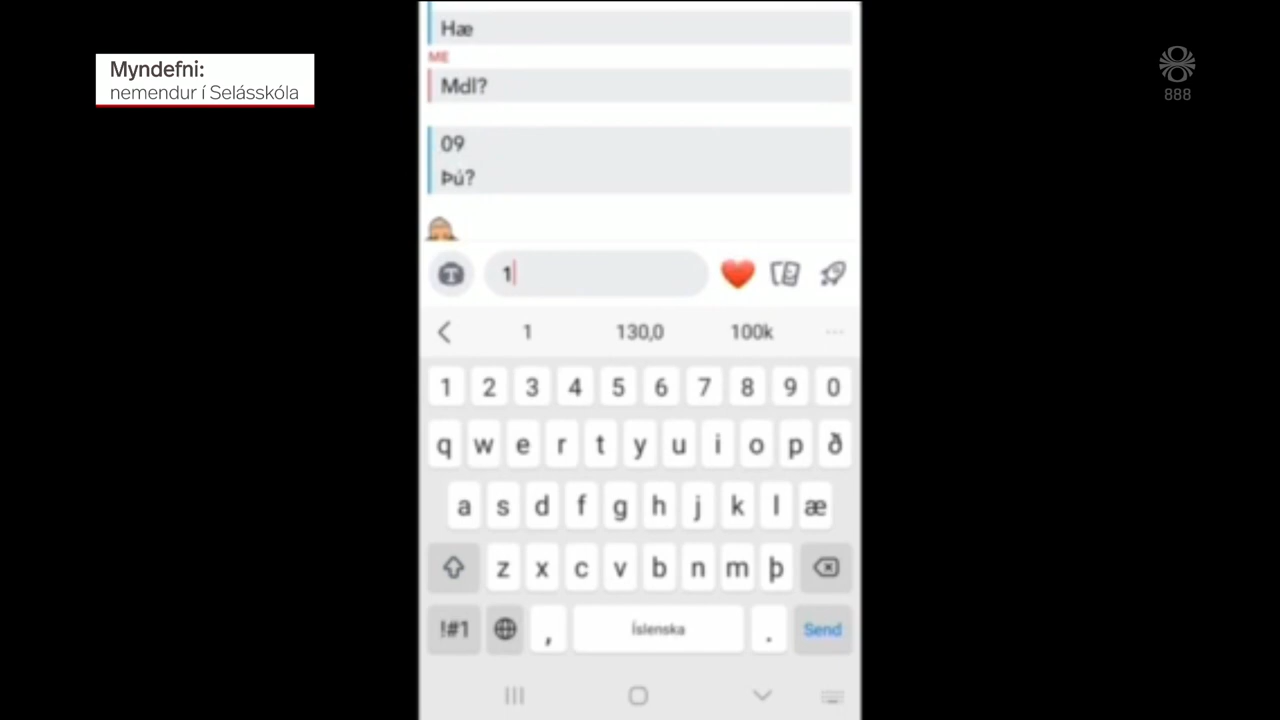 Hæ
Myndefni:
nemendur í Selásskóla
888
ME
Mdl?
09
Þú?
1
1
130,0
100k
1 2 3 4 5 6 7 8 9 0
q w e r t y u i o p ð
a s d f g h j k l æ
z x c v b n m þ
!#1 , Íslenska . Send